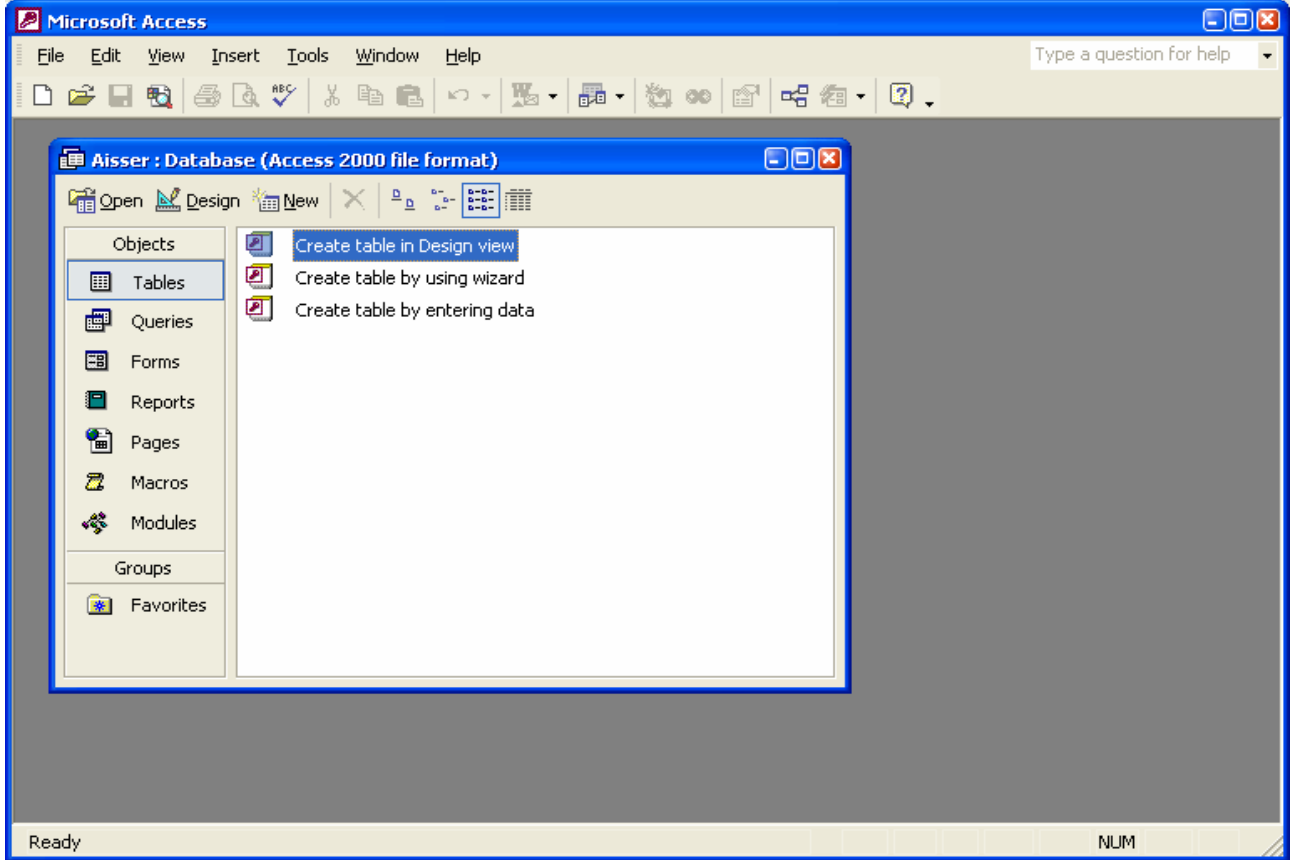 Microsoft Access
File Edit View Insert Tools Window Help Type a question for help
ABC W ?
Aisser : Database (Access 2000 file format)
Open Design New
Objects
Tables
Queries
Forms
Reports
Pages
Macros
Modules
Groups
Favorites
Create table in Design view
Create table by using wizard
Create table by entering data
Ready NUM